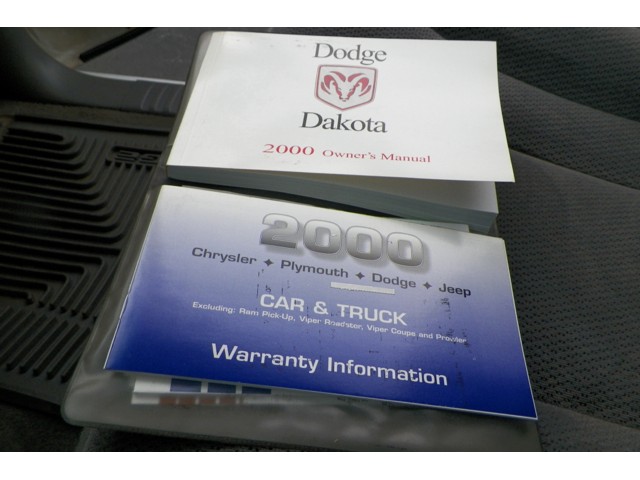 Dodge
Dakota
2000 Owner's Manual
2000
Chrysler ✦ Plymouth ✦ Dodge ✦ Jeep
CAR & TRUCK
Excluding: Ram Pick-Up, Viper Roadster, Viper Coupe and Prowler
Warranty Information